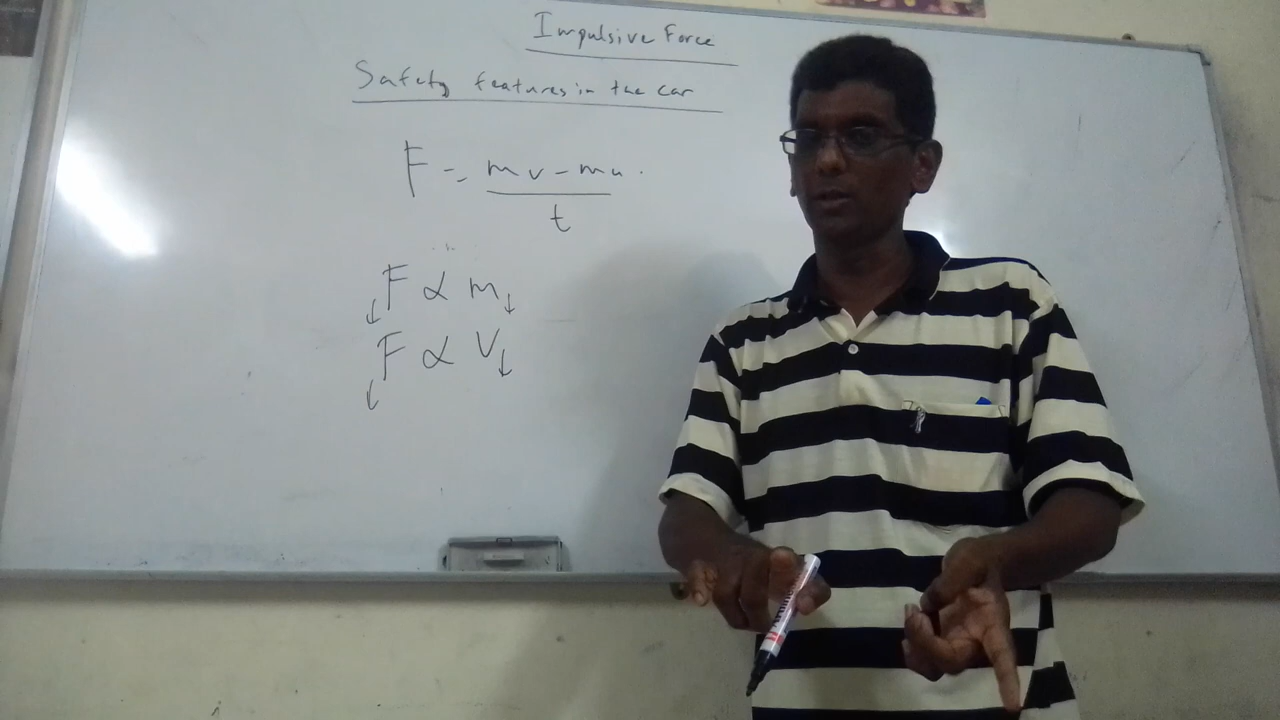 Impulsive Force
Safety features in the car
F = mv - mu
t
↓F ∝ m↓
↓F ∝ V↓